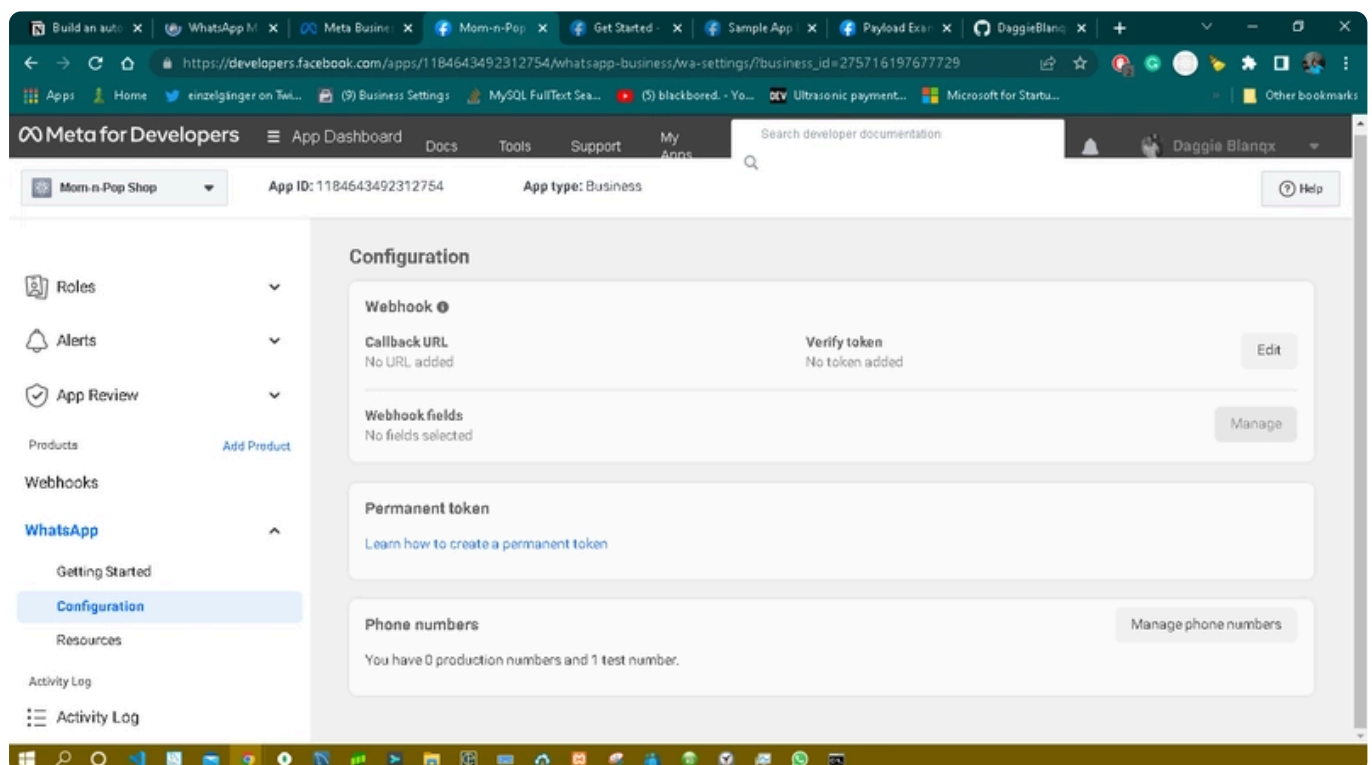 Build an auto
WhatsApp M
Meta Busine
Mom-n-Pop
Get Started -
Sample App
Payload Exan
DaggieBlanq
https://developers.facebook.com/apps/1184643492312754/whatsapp-business/wa-settings/?business_id=275716197677729
Apps
Home
einzelgänger on Twi...
(9) Business Settings
MySQL FullText Sea...
(5) blackbored. - Yo...
DEV
Ultrasonic payment...
Microsoft for Startu...
Other bookmarks
Meta for Developers
App Dashboard
Docs
Tools
Support
My Apps
Search developer documentation
Daggie Blanqx
Mom-n-Pop Shop
App ID: 1184643492312754
App type: Business
Help
Roles
Alerts
App Review
Products
Add Product
Webhooks
WhatsApp
Getting Started
Configuration
Resources
Activity Log
Activity Log
Configuration
Webhook
Callback URL
No URL added
Verify token
No token added
Edit
Webhook fields
No fields selected
Manage
Permanent token
Learn how to create a permanent token
Phone numbers
Manage phone numbers
You have 0 production numbers and 1 test number.